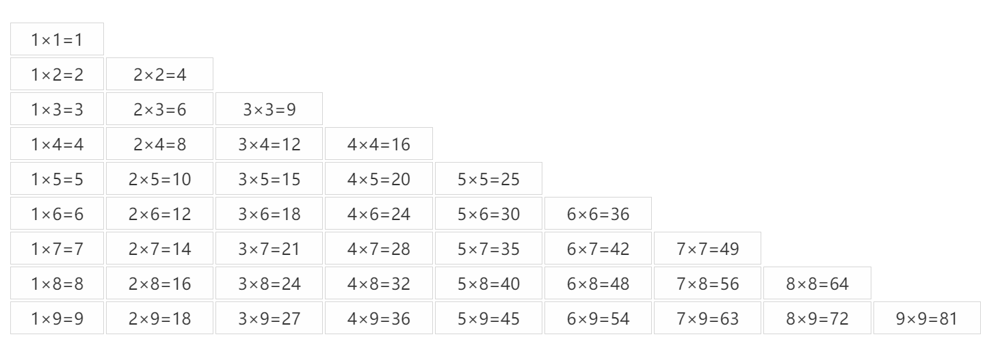 1×1=1
1×2=2 2×2=4
1×3=3 2×3=6 3×3=9
1×4=4 2×4=8 3×4=12 4×4=16
1×5=5 2×5=10 3×5=15 4×5=20 5×5=25
1×6=6 2×6=12 3×6=18 4×6=24 5×6=30 6×6=36
1×7=7 2×7=14 3×7=21 4×7=28 5×7=35 6×7=42 7×7=49
1×8=8 2×8=16 3×8=24 4×8=32 5×8=40 6×8=48 7×8=56 8×8=64
1×9=9 2×9=18 3×9=27 4×9=36 5×9=45 6×9=54 7×9=63 8×9=72 9×9=81